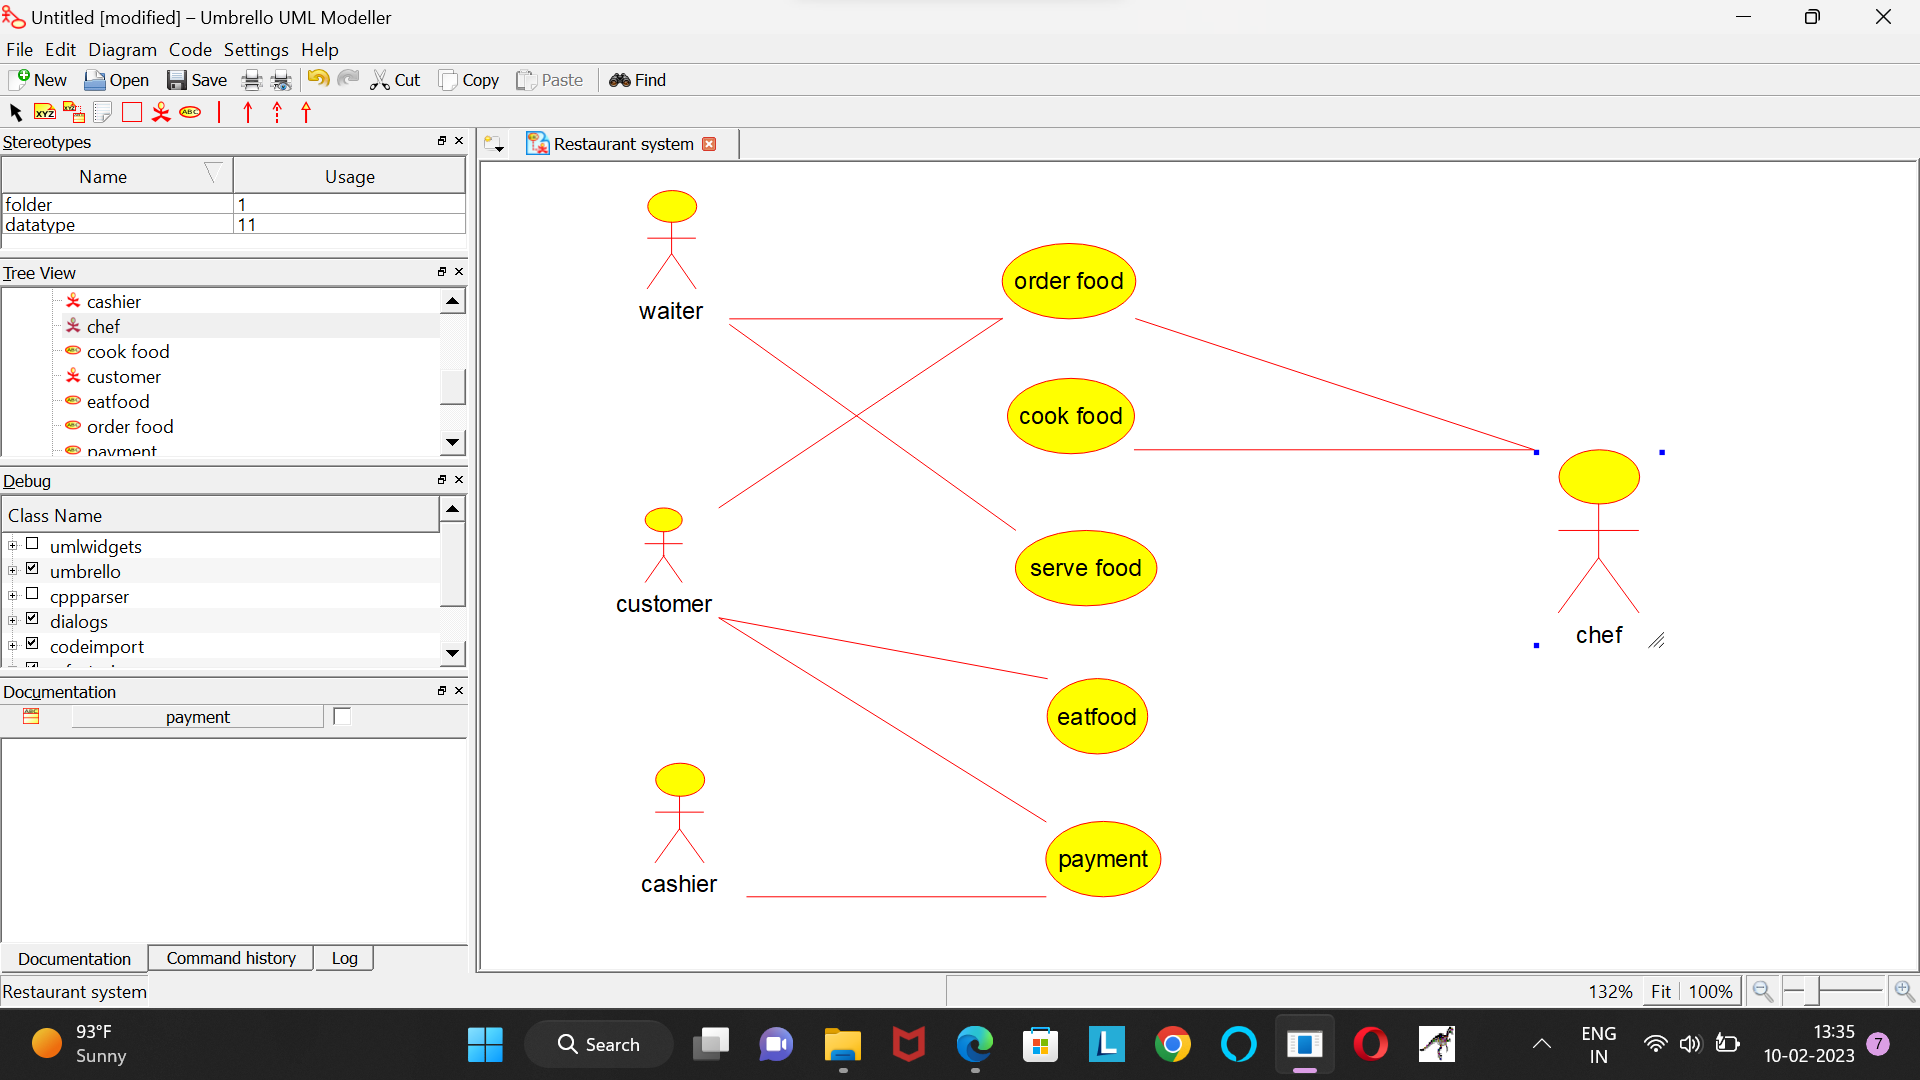 Untitled [modified] – Umbrello UML Modeller
File Edit Diagram Code Settings Help
New Open Save Cut Copy Paste Find
XYZ XYZ ABC
Stereotypes
Name Usage
folder 1
datatype 11
Tree View
cashier
chef
cook food
customer
eatfood
order food
payment
Debug
Class Name
umlwidgets
umbrello
cppparser
dialogs
codeimport
Documentation
payment
Documentation Command history Log
Restaurant system
Restaurant system
waiter
order food
cook food
customer
serve food
chef
eatfood
cashier
payment
132% Fit 100%
93°F
Sunny
Search
L
ENG
IN
13:35
10-02-2023
7